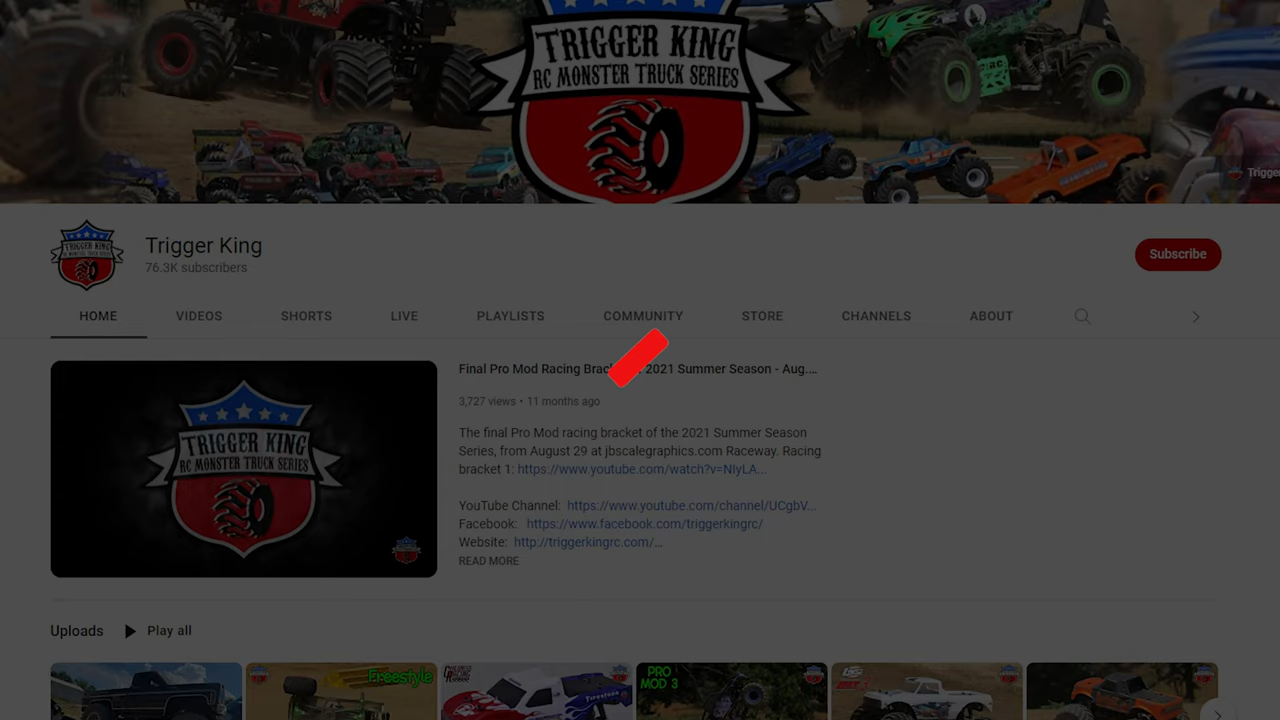 TRIGGER KING
RC MONSTER TRUCK SERIES
Trigger
Trigger King
76.3K subscribers
Subscribe
HOME VIDEOS SHORTS LIVE PLAYLISTS COMMUNITY STORE CHANNELS ABOUT
TRIGGER KING
RC MONSTER TRUCK SERIES
Final Pro Mod Racing 2021 Summer Season - Aug....
3,727 views • 11 months ago
The final Pro Mod racing bracket of the 2021 Summer Season
Series, from August 29 at jbscalegraphics.com Raceway. Racing
bracket 1: https://www.youtube.com/watch?v=NIyLA...
YouTube Channel: https://www.youtube.com/channel/UCgbV...
Facebook: https://www.facebook.com/triggerkingrc/
Website: http://triggerkingrc.com/...
READ MORE
Uploads Play all
Freestyle
PRO
MOD 3